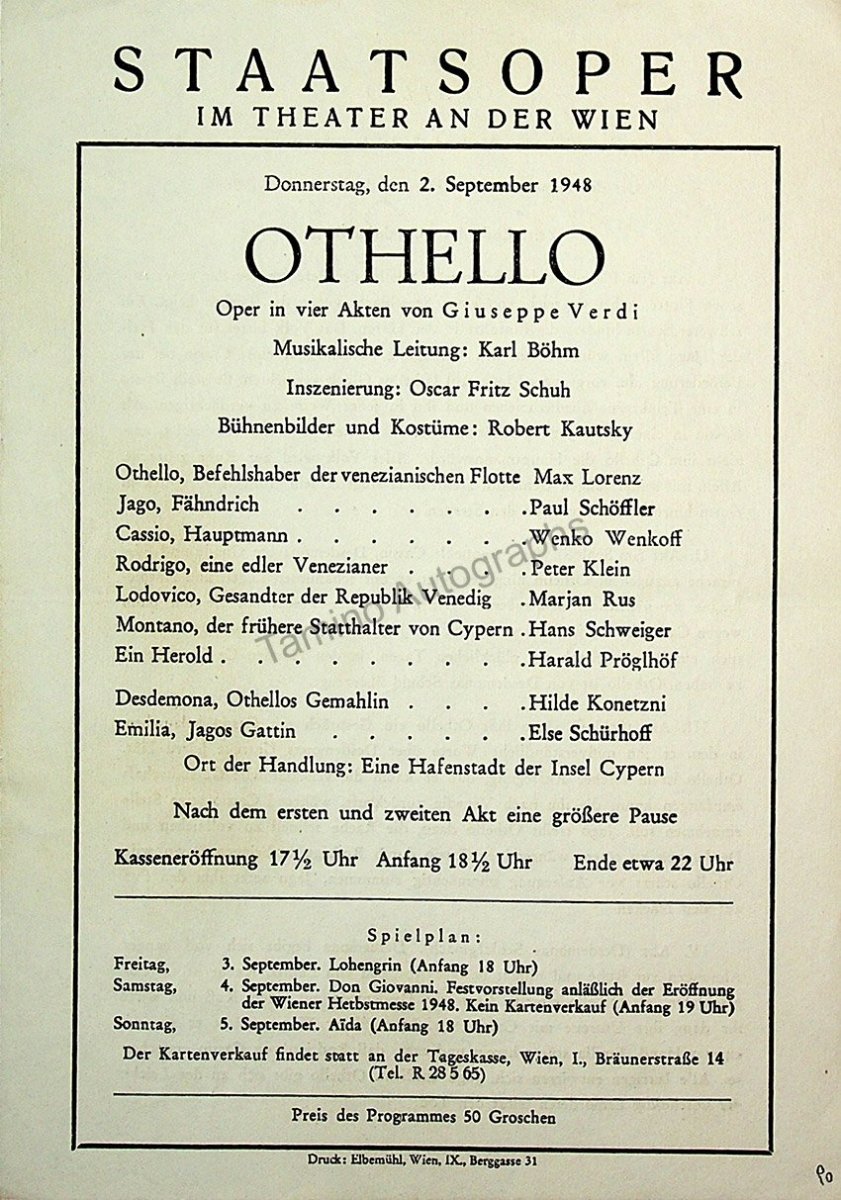 STAATSOPER
IM THEATER AN DER WIEN
Donnerstag, den 2. September 1948
OTHELLO
Oper in vier Akten von Giuseppe Verdi
Musikalische Leitung: Karl Böhm
Inszenierung: Oscar Fritz Schuh
Bühnenbilder und Kostüme: Robert Kautsky
Othello, Befehlshaber der venezianischen Flotte Max Lorenz
Jago, Fähndrich . . . . . . .Paul Schöffler
Cassio, Hauptmann . . . . . . .Wenko Wenkoff
Rodrigo, eine edler Venezianer . . . .Peter Klein
Lodovico, Gesandter der Republik Venedig .Marjan Rus
Montano, der frühere Statthalter von Cypern .Hans Schweiger
Ein Herold . . . . . . . . .Harald Pröglhöf
Desdemona, Othellos Gemahlin . . . .Hilde Konetzni
Emilia, Jagos Gattin . . . . . .Else Schürhoff
Ort der Handlung: Eine Hafenstadt der Insel Cypern
Nach dem ersten und zweiten Akt eine größere Pause
Kasseneröffnung 17½ Uhr Anfang 18½ Uhr Ende etwa 22 Uhr
Spielplan:
Freitag, 3. September. Lohengrin (Anfang 18 Uhr)
Samstag, 4. September. Don Giovanni. Festvorstellung anläßlich der Eröffnung
der Wiener Herbstmesse 1948. Kein Kartenverkauf (Anfang 19 Uhr)
Sonntag, 5. September. Aïda (Anfang 18 Uhr)
Der Kartenverkauf findet statt an der Tageskasse, Wien, I., Bräunerstraße 14
(Tel. R 28 5 65)
Preis des Programmes 50 Groschen
Druck: Elbemühl, Wien, IX., Berggasse 31
Tamino Autographs